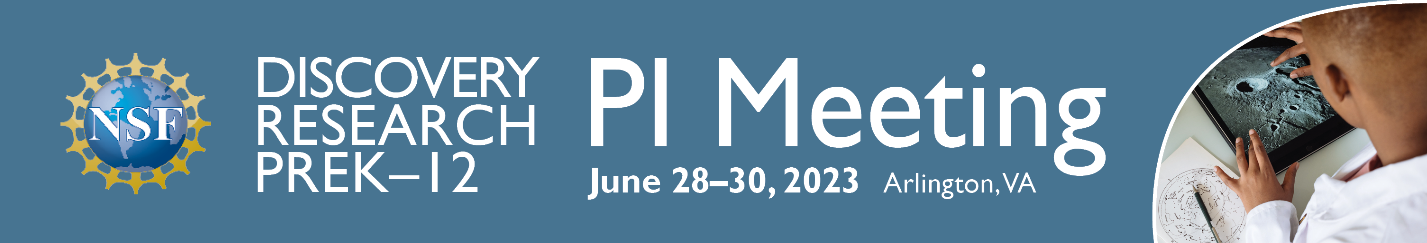 NSF
DISCOVERY
RESEARCH
PREK–12
PI Meeting
June 28–30, 2023 Arlington, VA